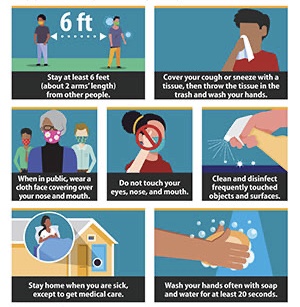 6 ft
Stay at least 6 feet
(about 2 arms' length)
from other people.
Cover your cough or sneeze with a
tissue, then throw the tissue in the
trash and wash your hands.
When in public, wear a
cloth face covering over
your nose and mouth.
Do not touch your
eyes, nose, and mouth.
Clean and disinfect
frequently touched
objects and surfaces.
Stay home when you are sick,
except to get medical care.
Wash your hands often with soap
and water for at least 20 seconds.